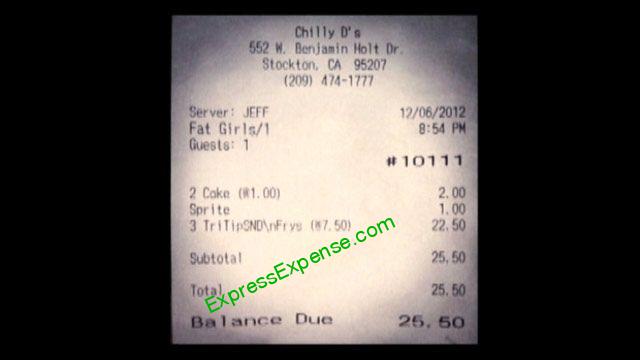 Chilly D's
552 W. Benjamin Holt Dr.
Stockton, CA 95207
(209) 474-1777
Server: JEFF 12/06/2012
Fat Girls/1 8:54 PM
Guests: 1
#10111
2 Coke (@1.00) 2.00
Sprite 1.00
3 TriTipSND\nFrys (@7.50) 22.50
Subtotal 25.50
Total 25.50
Balance Due 25.50
ExpressExpense.com